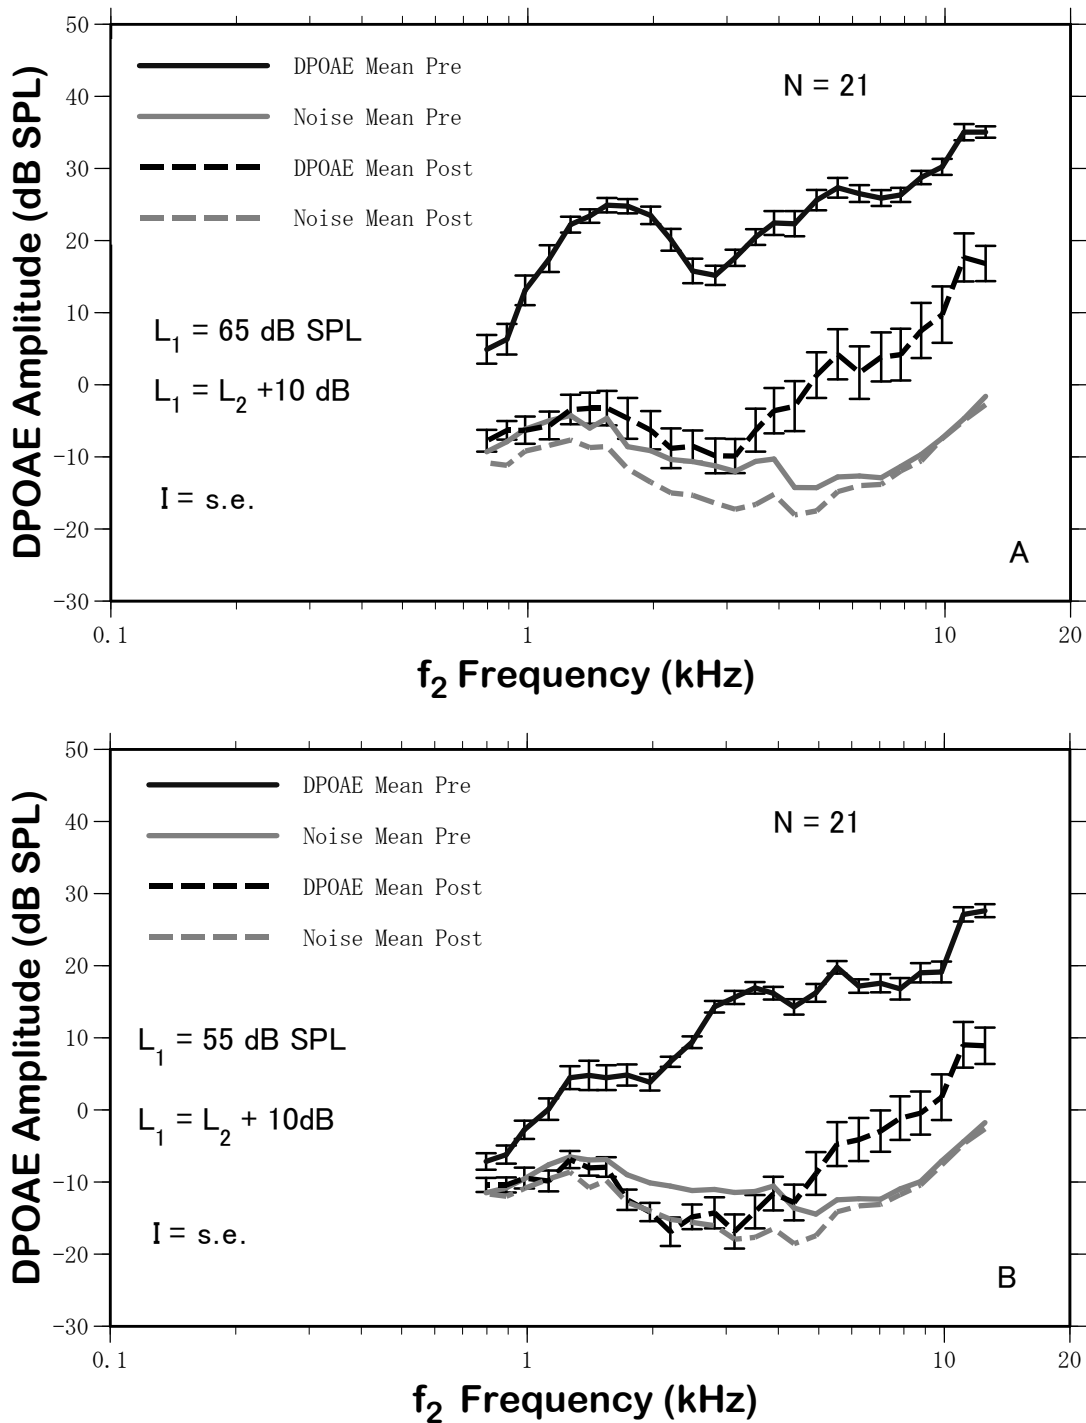 50
40
30
20
10
0
-10
-20
-30
DPOAE Amplitude (dB SPL)
DPOAE Mean Pre
Noise Mean Pre
DPOAE Mean Post
Noise Mean Post
N = 21
L1 = 65 dB SPL
L1 = L2 +10 dB
I = s.e.
A
0.1
1
10
20
f2 Frequency (kHz)
50
40
30
20
10
0
-10
-20
-30
DPOAE Amplitude (dB SPL)
DPOAE Mean Pre
Noise Mean Pre
DPOAE Mean Post
Noise Mean Post
N = 21
L1 = 55 dB SPL
L1 = L2 + 10dB
I = s.e.
B
0.1
1
10
20
f2 Frequency (kHz)